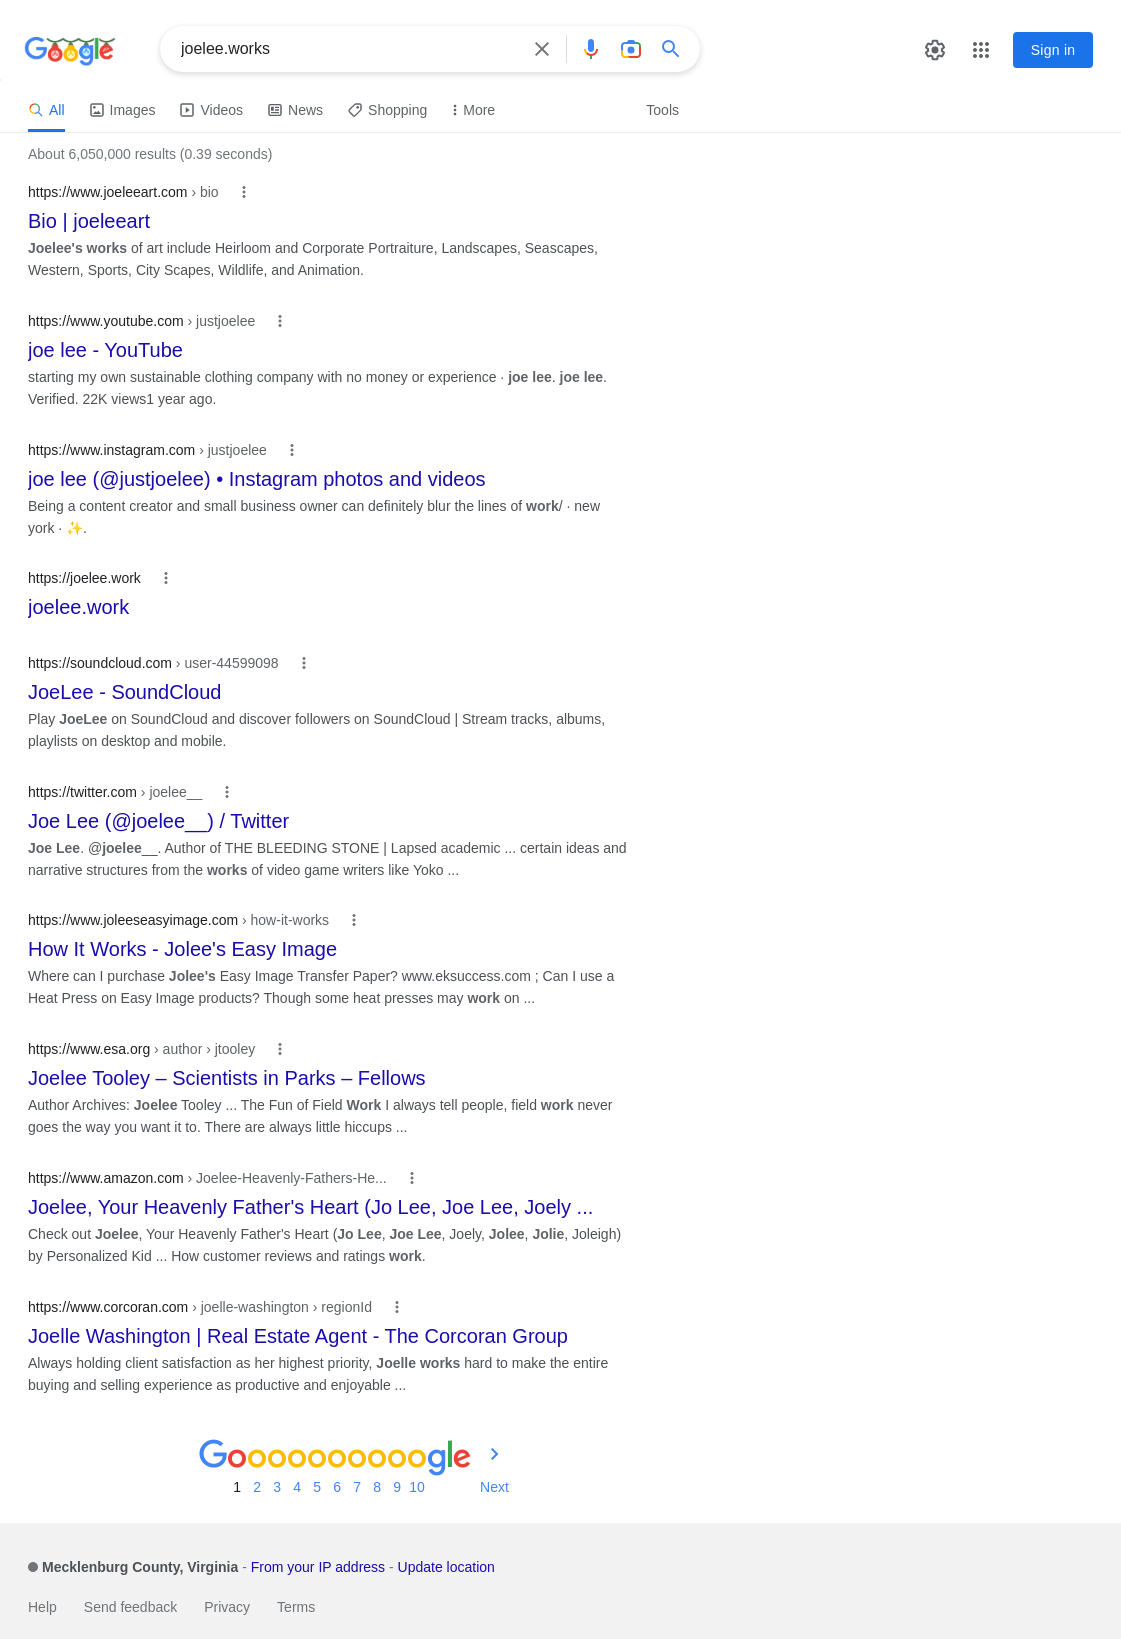 Google
joelee.works
Sign in
All Images Videos News Shopping More Tools
About 6,050,000 results (0.39 seconds)
https://www.joeleeart.com › bio
Bio | joeleeart
Joelee's works of art include Heirloom and Corporate Portraiture, Landscapes, Seascapes,
Western, Sports, City Scapes, Wildlife, and Animation.
https://www.youtube.com › justjoelee
joe lee - YouTube
starting my own sustainable clothing company with no money or experience · joe lee. joe lee.
Verified. 22K views1 year ago.
https://www.instagram.com › justjoelee
joe lee (@justjoelee) • Instagram photos and videos
Being a content creator and small business owner can definitely blur the lines of work/ · new
york · ✨.
https://joelee.work
joelee.work
https://soundcloud.com › user-44599098
JoeLee - SoundCloud
Play JoeLee on SoundCloud and discover followers on SoundCloud | Stream tracks, albums,
playlists on desktop and mobile.
https://twitter.com › joelee__
Joe Lee (@joelee__) / Twitter
Joe Lee. @joelee__. Author of THE BLEEDING STONE | Lapsed academic ... certain ideas and
narrative structures from the works of video game writers like Yoko ...
https://www.joleeseasyimage.com › how-it-works
How It Works - Jolee's Easy Image
Where can I purchase Jolee's Easy Image Transfer Paper? www.eksuccess.com ; Can I use a
Heat Press on Easy Image products? Though some heat presses may work on ...
https://www.esa.org › author › jtooley
Joelee Tooley – Scientists in Parks – Fellows
Author Archives: Joelee Tooley ... The Fun of Field Work I always tell people, field work never
goes the way you want it to. There are always little hiccups ...
https://www.amazon.com › Joelee-Heavenly-Fathers-He...
Joelee, Your Heavenly Father's Heart (Jo Lee, Joe Lee, Joely ...
Check out Joelee, Your Heavenly Father's Heart (Jo Lee, Joe Lee, Joely, Jolee, Jolie, Joleigh)
by Personalized Kid ... How customer reviews and ratings work.
https://www.corcoran.com › joelle-washington › regionId
Joelle Washington | Real Estate Agent - The Corcoran Group
Always holding client satisfaction as her highest priority, Joelle works hard to make the entire
buying and selling experience as productive and enjoyable ...
Goooooooooogle
1 2 3 4 5 6 7 8 9 10 Next
Mecklenburg County, Virginia - From your IP address - Update location
Help Send feedback Privacy Terms